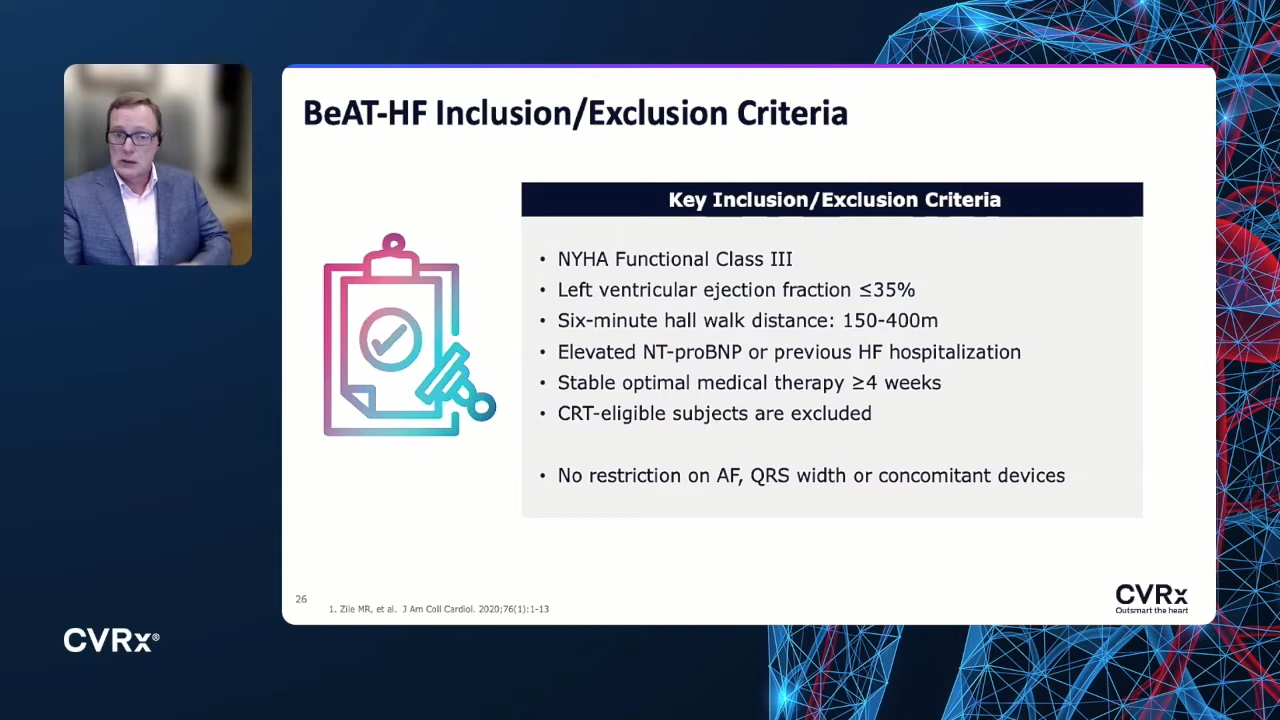 BeAT-HF Inclusion/Exclusion Criteria
Key Inclusion/Exclusion Criteria
• NYHA Functional Class III
• Left ventricular ejection fraction ≤35%
• Six-minute hall walk distance: 150-400m
• Elevated NT-proBNP or previous HF hospitalization
• Stable optimal medical therapy ≥4 weeks
• CRT-eligible subjects are excluded
• No restriction on AF, QRS width or concomitant devices
26
1. Zile MR, et al. J Am Coll Cardiol. 2020;76(1):1-13
CVRx
Outsmart the heart
CVRx®